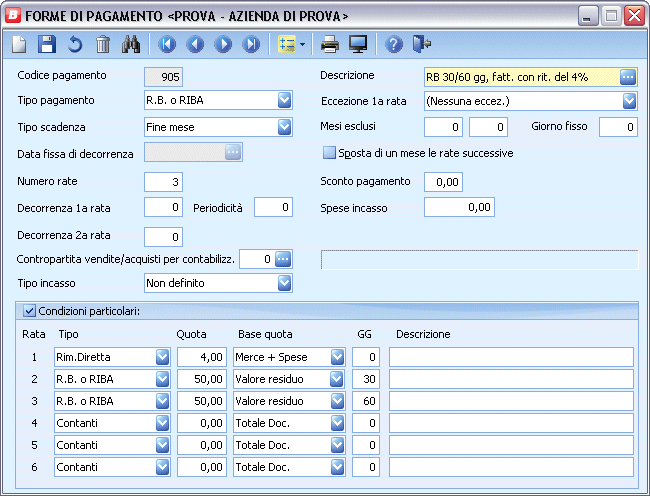 FORME DI PAGAMENTO <PROVA - AZIENDA DI PROVA>
Codice pagamento 905 Descrizione RB 30/60 gg, fatt. con rit. del 4% ...
Tipo pagamento R.B. o RIBA Eccezione 1a rata (Nessuna eccez.)
Tipo scadenza Fine mese Mesi esclusi 0 0 Giorno fisso 0
Data fissa di decorrenza ... Sposta di un mese le rate successive
Numero rate 3 Sconto pagamento 0,00
Decorrenza 1a rata 0 Periodicità 0 Spese incasso 0,00
Decorrenza 2a rata 0
Contropartita vendite/acquisti per contabilizz. 0 ...
Tipo incasso Non definito
Condizioni particolari:
Rata Tipo Quota Base quota GG Descrizione
1 Rim.Diretta 4,00 Merce + Spese 0
2 R.B. o RIBA 50,00 Valore residuo 30
3 R.B. o RIBA 50,00 Valore residuo 60
4 Contanti 0,00 Totale Doc. 0
5 Contanti 0,00 Totale Doc. 0
6 Contanti 0,00 Totale Doc. 0